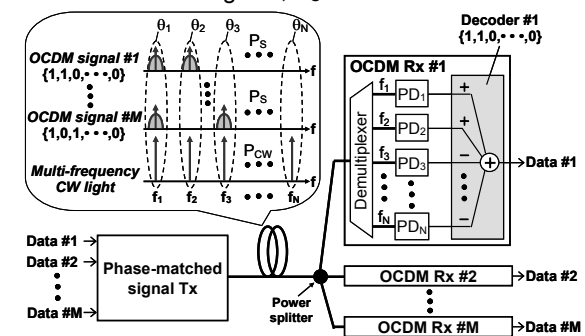 θ1 θ2 θ3 θN
OCDM signal #1
{1,1,0,•••,0}
PS
•••
f
OCDM signal #M
{1,0,1,•••,0}
PS
•••
f
Multi-frequency
CW light
PCW
•••
f
f1 f2 f3 ••• fN
Decoder #1
{1,1,0,•••,0}
OCDM Rx #1
Demultiplexer
f1 PD1 +
f2 PD2 +
f3 PD3 –
fN PDN –
+
Data #1
Data #1
Data #2
Data #M
Phase-matched
signal Tx
Power
splitter
OCDM Rx #2
Data #2
OCDM Rx #M
Data #M